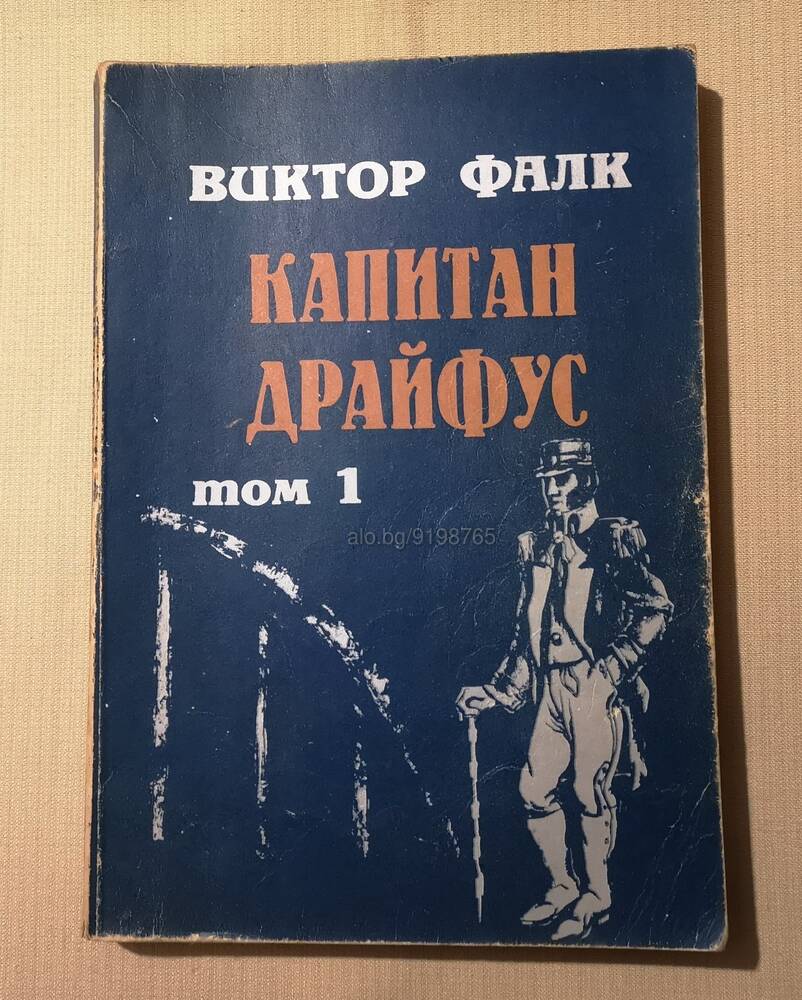 ВИКТОР ФАЛК
КАПИТАН
ДРАЙФУС
том 1
alo.bg/9198765